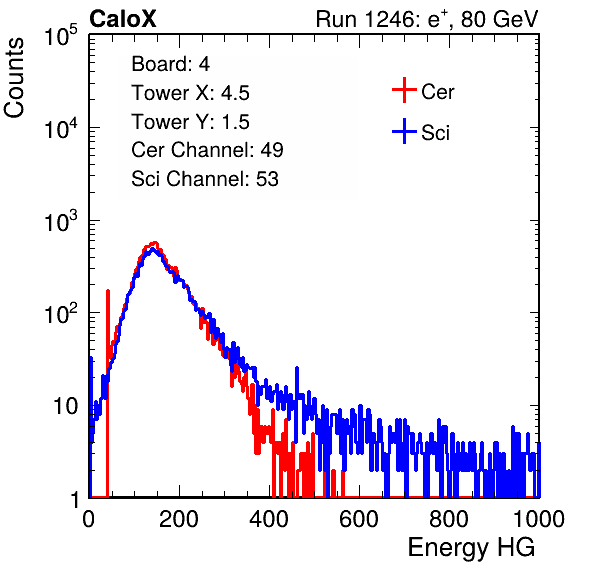 CaloX Run 1246: e⁺, 80 GeV
Counts
Board: 4
Tower X: 4.5
Tower Y: 1.5
Cer Channel: 49
Sci Channel: 53
Cer
Sci
10⁵
10⁴
10³
10²
10
1
0 200 400 600 800 1000
Energy HG